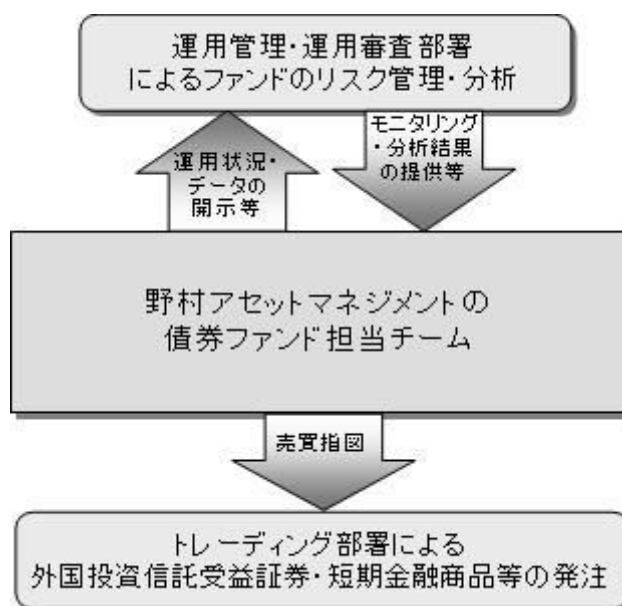 運用管理・運用審査部署
によるファンドのリスク管理・分析
運用状況・
データの
開示等
モニタリング
・分析結果
の提供等
野村アセットマネジメントの
債券ファンド担当チーム
売買指図
トレーディング部署による
外国投資信託受益証券・短期金融商品等の発注